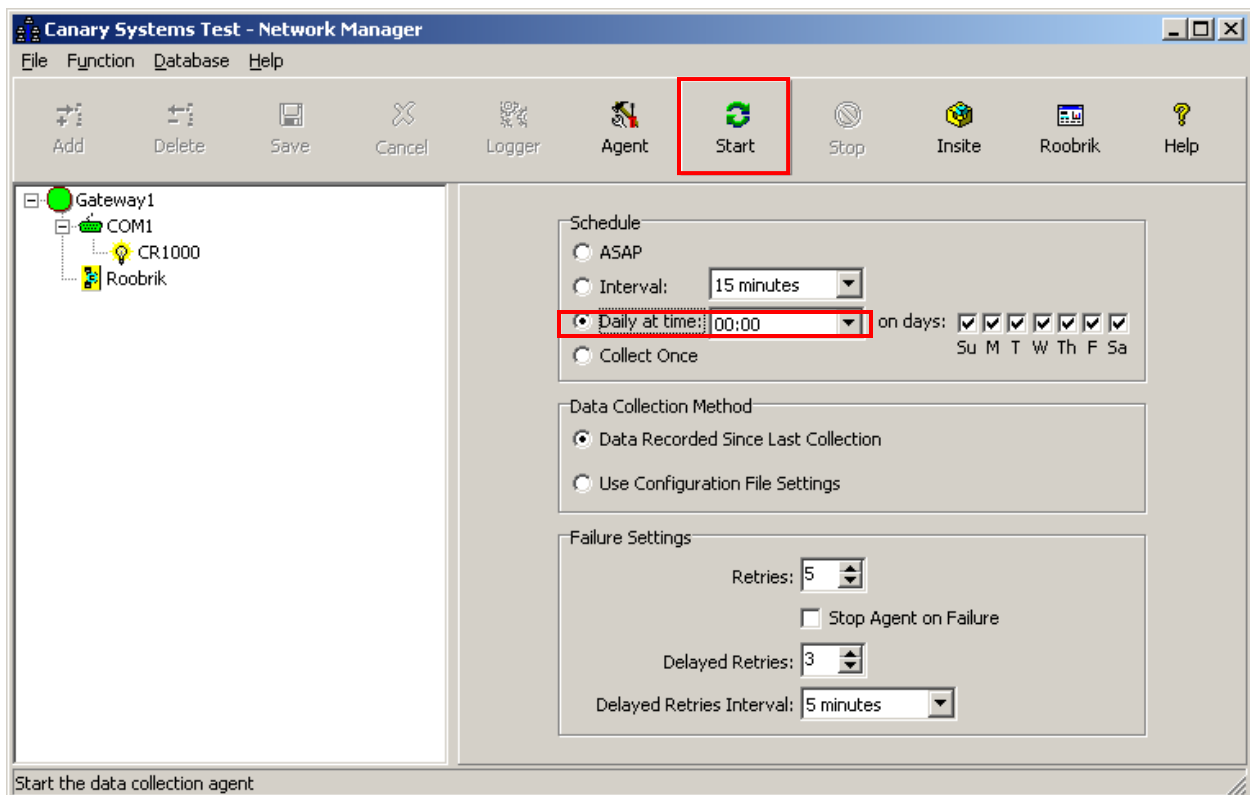 Canary Systems Test - Network Manager
File Function Database Help
Add Delete Save Cancel Logger Agent Start Stop Insite Roobrik Help
Gateway1
COM1
CR1000
Roobrik
Schedule
ASAP
Interval: 15 minutes
Daily at time: 00:00 on days:
Su M T W Th F Sa
Collect Once
Data Collection Method
Data Recorded Since Last Collection
Use Configuration File Settings
Failure Settings
Retries: 5
Stop Agent on Failure
Delayed Retries: 3
Delayed Retries Interval: 5 minutes
Start the data collection agent